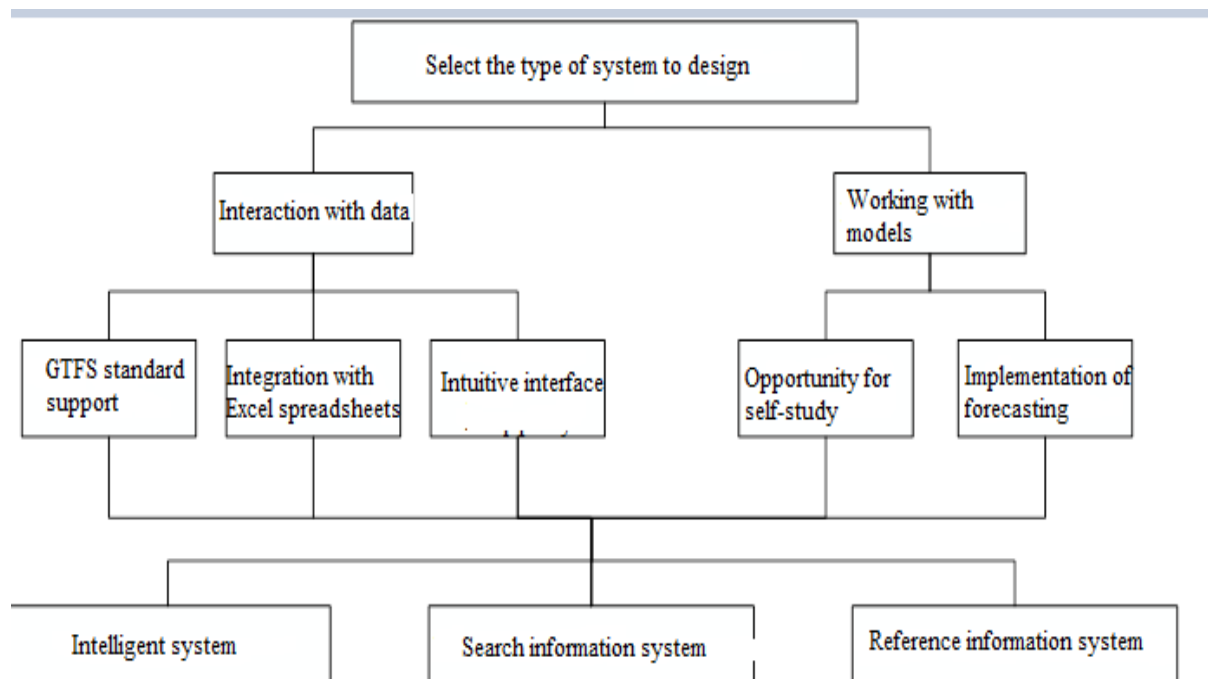 Select the type of system to design
Interaction with data
Working with
models
GTFS standard
support
Integration with
Excel spreadsheets
Intuitive interface
Opportunity for
self-study
Implementation of
forecasting
Intelligent system
Search information system
Reference information system